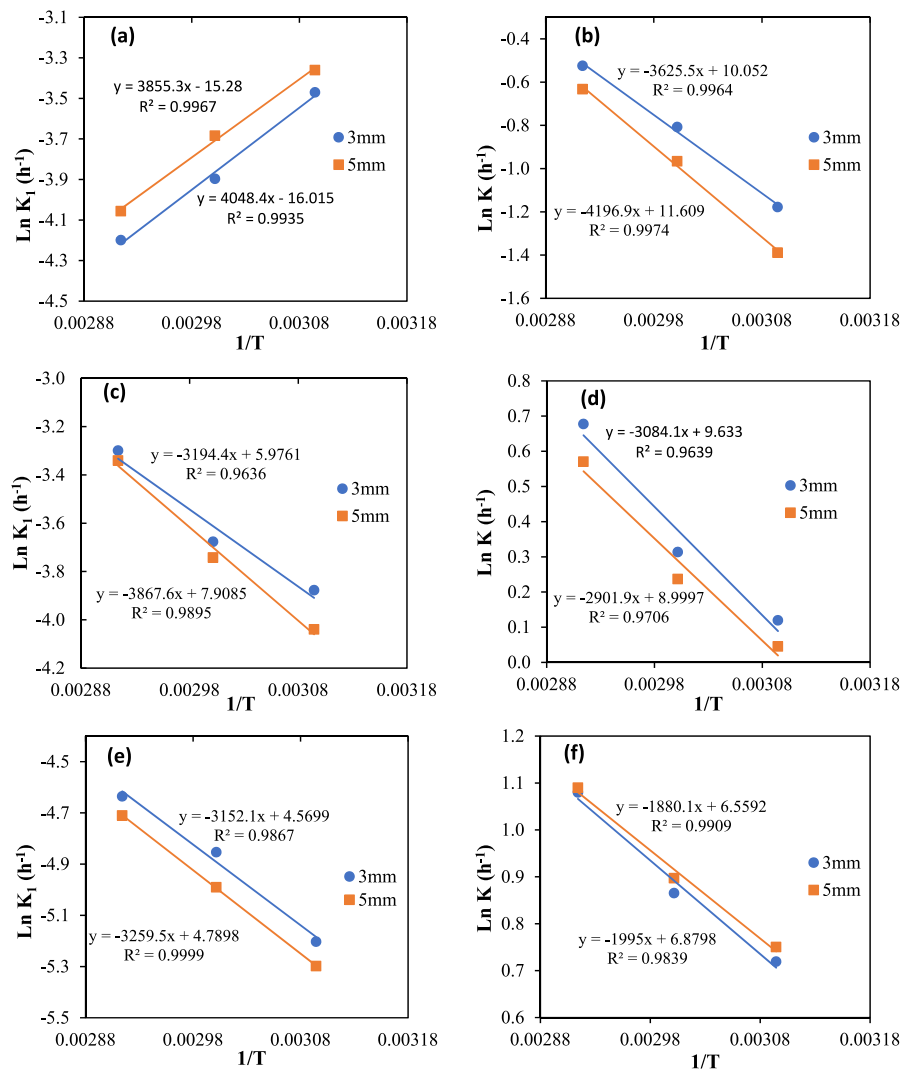 (a)
-3.1
-3.3
-3.5
-3.7
-3.9
-4.1
-4.3
-4.5
Ln K₁ (h⁻¹)
y = 3855.3x - 15.28
R² = 0.9967
y = 4048.4x - 16.015
R² = 0.9935
3mm
5mm
0.00288 0.00298 0.00308 0.00318
1/T
(b)
-0.4
-0.6
-0.8
-1.0
-1.2
-1.4
-1.6
Ln K (h⁻¹)
y = -3625.5x + 10.052
R² = 0.9964
y = -4196.9x + 11.609
R² = 0.9974
3mm
5mm
0.00288 0.00298 0.00308 0.00318
1/T
(c)
-3.0
-3.2
-3.4
-3.6
-3.8
-4.0
-4.2
Ln K₁ (h⁻¹)
y = -3194.4x + 5.9761
R² = 0.9636
y = -3867.6x + 7.9085
R² = 0.9895
3mm
5mm
0.00288 0.00298 0.00308 0.00318
1/T
(d)
0.8
0.7
0.6
0.5
0.4
0.3
0.2
0.1
0.0
Ln K (h⁻¹)
y = -3084.1x + 9.633
R² = 0.9639
y = -2901.9x + 8.9997
R² = 0.9706
3mm
5mm
0.00288 0.00298 0.00308 0.00318
1/T
(e)
-4.5
-4.7
-4.9
-5.1
-5.3
-5.5
Ln K₁ (h⁻¹)
y = -3152.1x + 4.5699
R² = 0.9867
y = -3259.5x + 4.7898
R² = 0.9999
3mm
5mm
0.00288 0.00298 0.00308 0.00318
1/T
(f)
1.2
1.1
1.0
0.9
0.8
0.7
0.6
Ln K (h⁻¹)
y = -1880.1x + 6.5592
R² = 0.9909
y = -1995x + 6.8798
R² = 0.9839
3mm
5mm
0.00288 0.00298 0.00308 0.00318
1/T